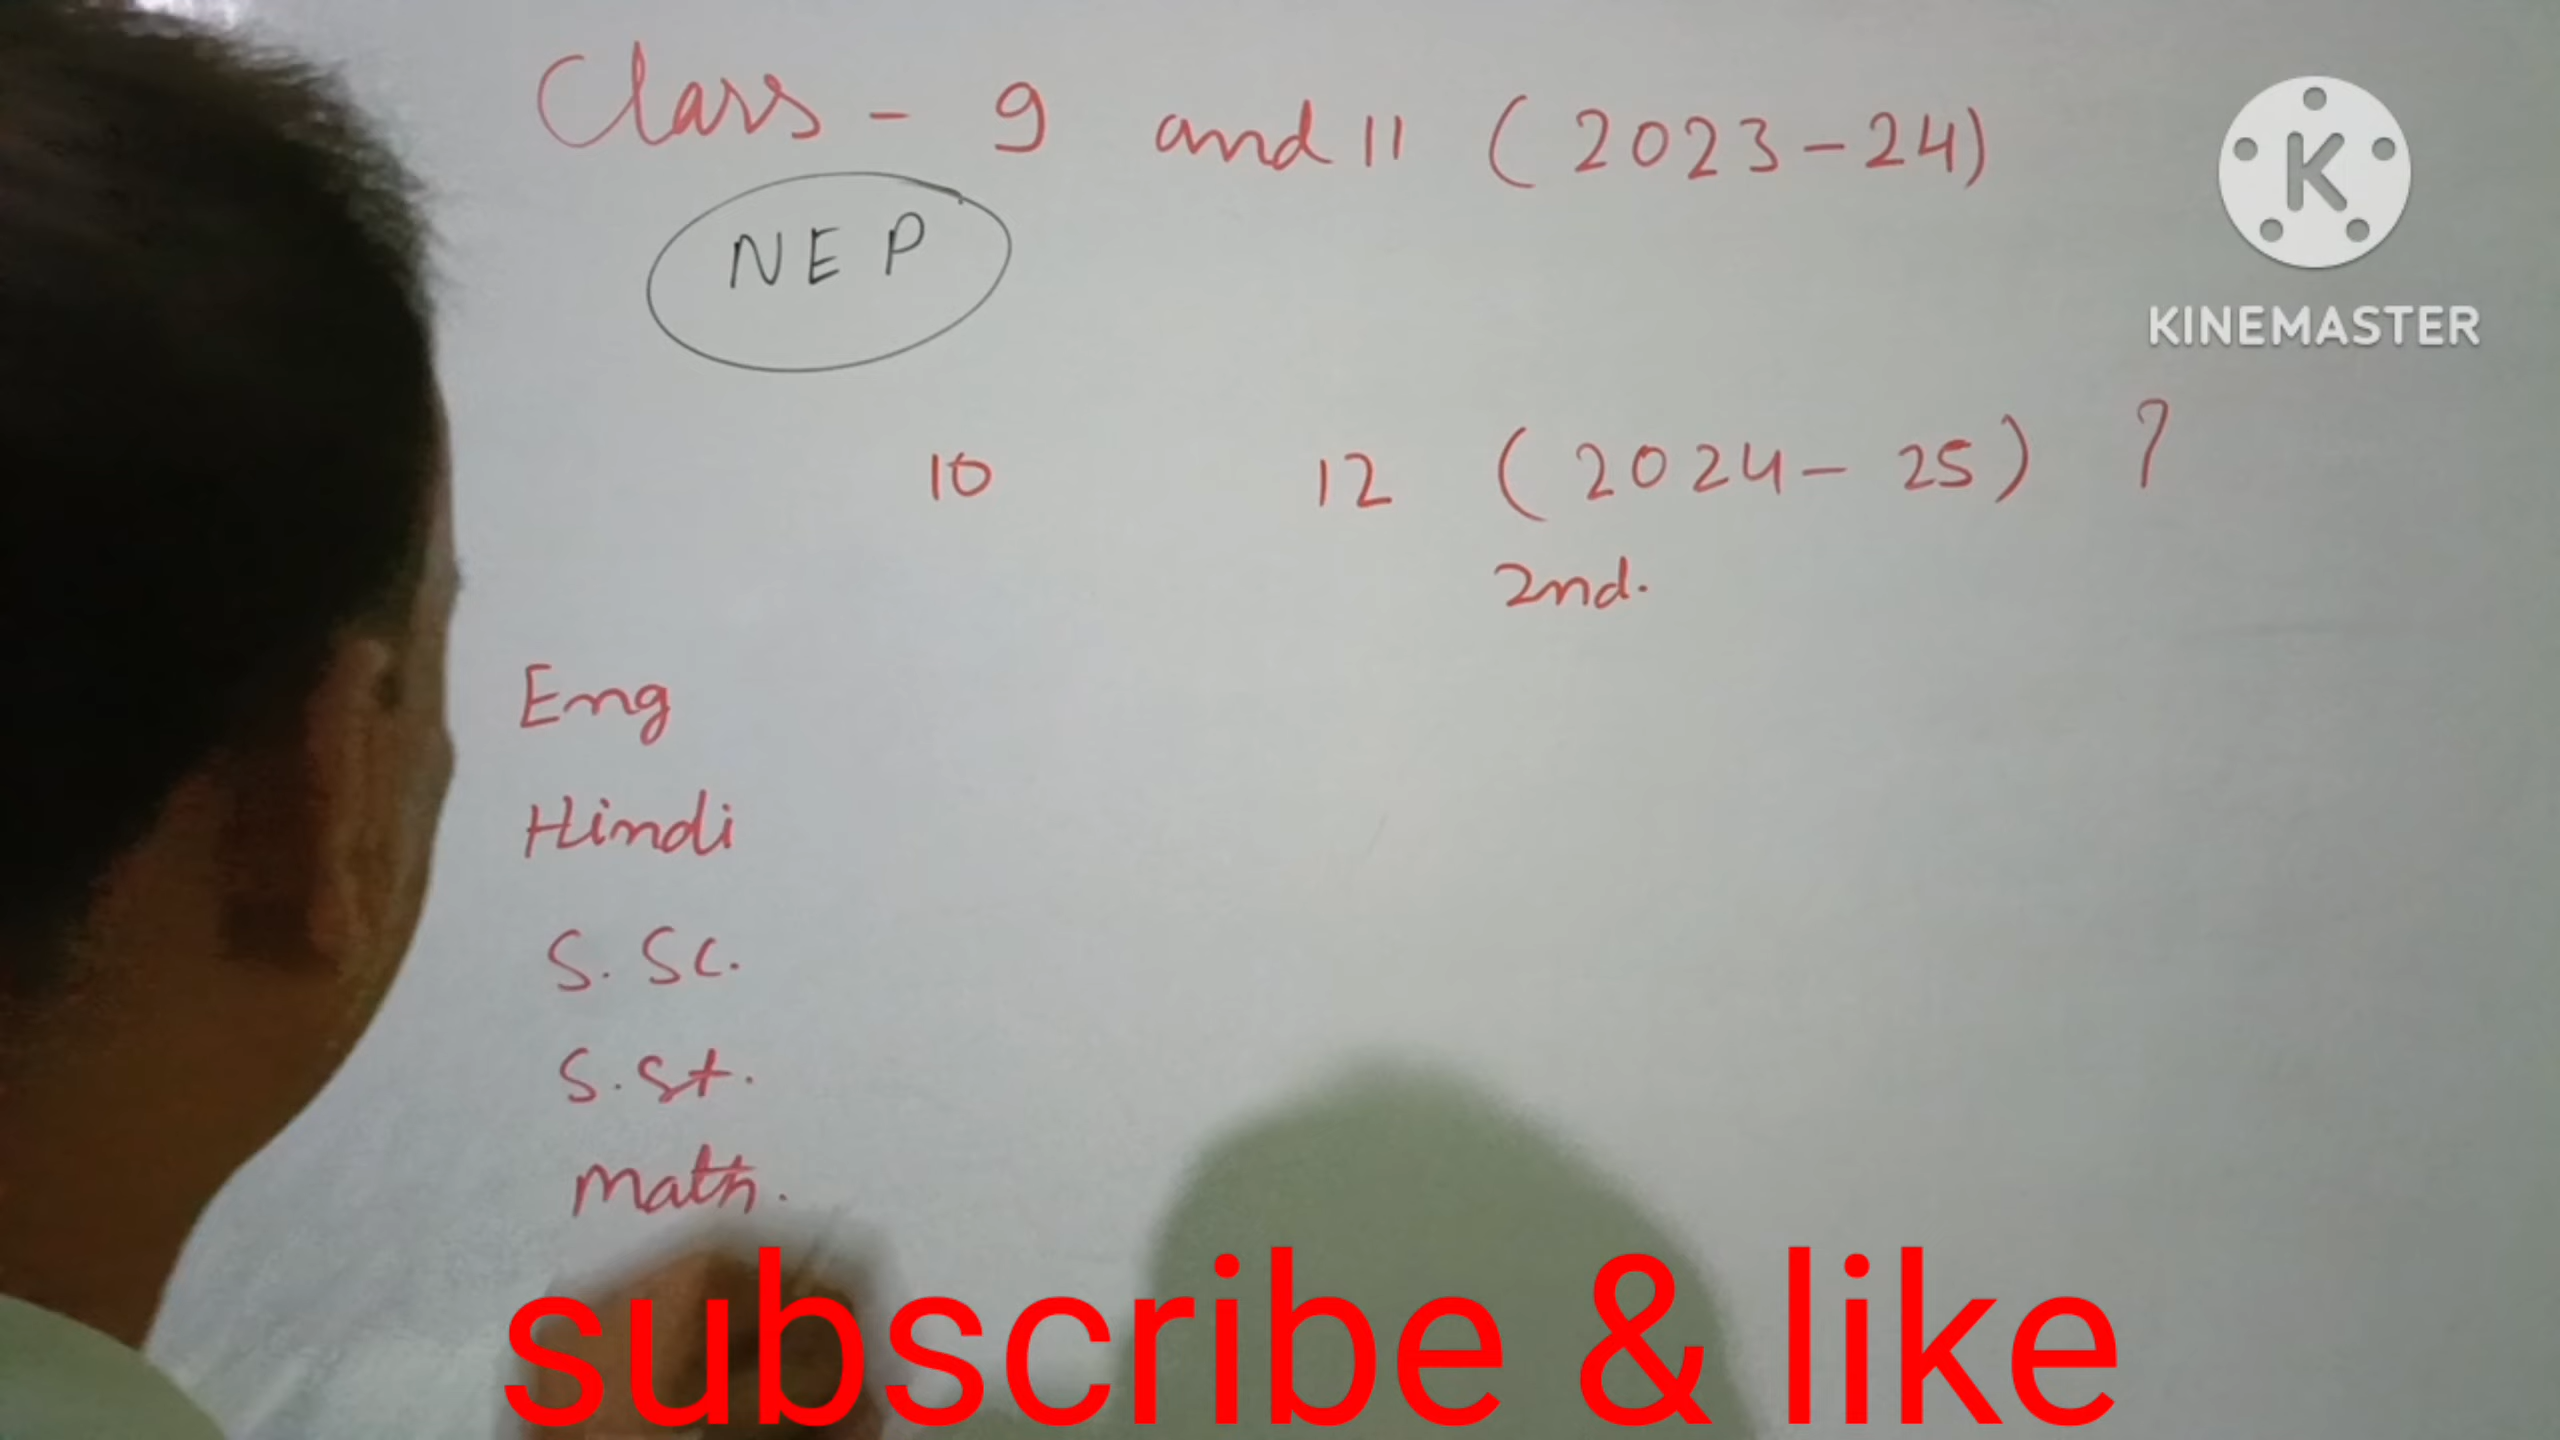 Class - 9 and 11 (2023-24)
NEP
KINEMASTER
10 12 (2024-25) ?
2nd.
Eng
Hindi
S. Sc.
S. St.
Math.
subscribe & like